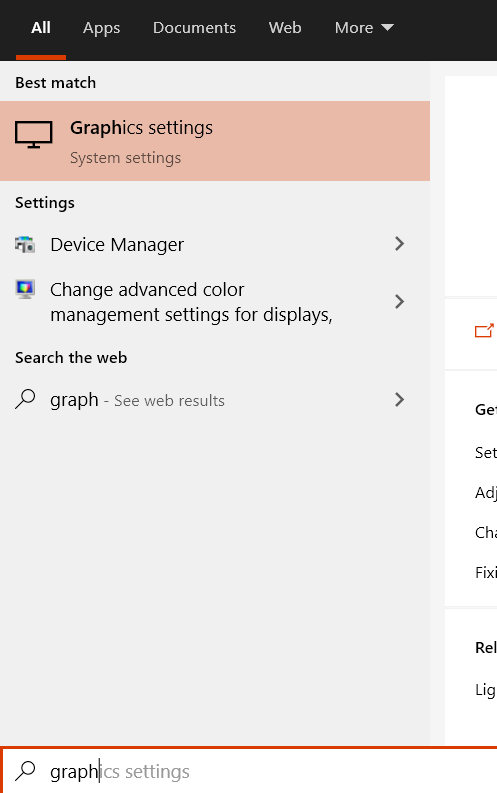 All Apps Documents Web More
Best match
Graphics settings
System settings
Settings
Device Manager
Change advanced color
management settings for displays,
Search the web
graph - See web results
Get
Set
Adj
Cha
Fixi
Rel
Lig
graphics settings